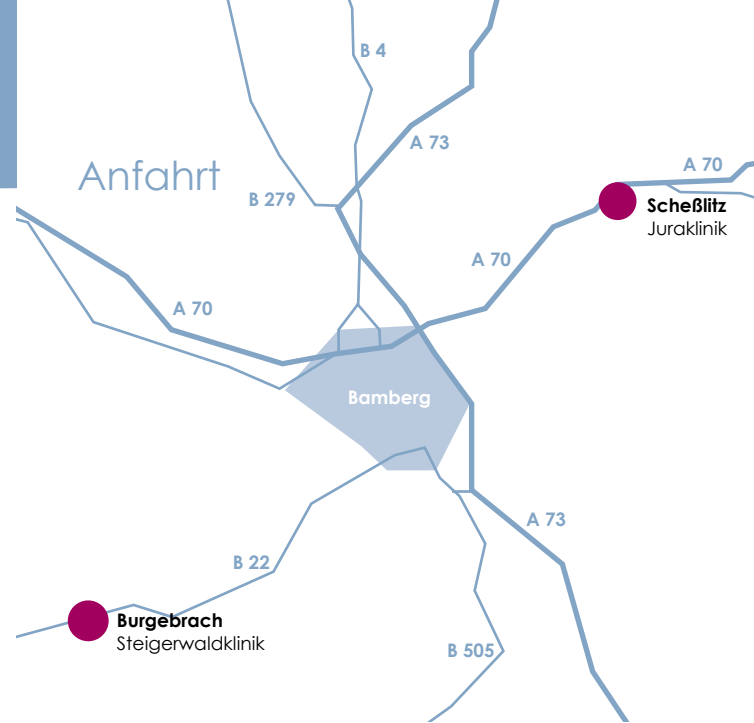 B 4
A 73
A 70
Anfahrt
B 279
Scheßlitz
Juraklinik
A 70
A 70
Bamberg
A 73
B 22
Burgebrach
Steigerwaldklinik
B 505